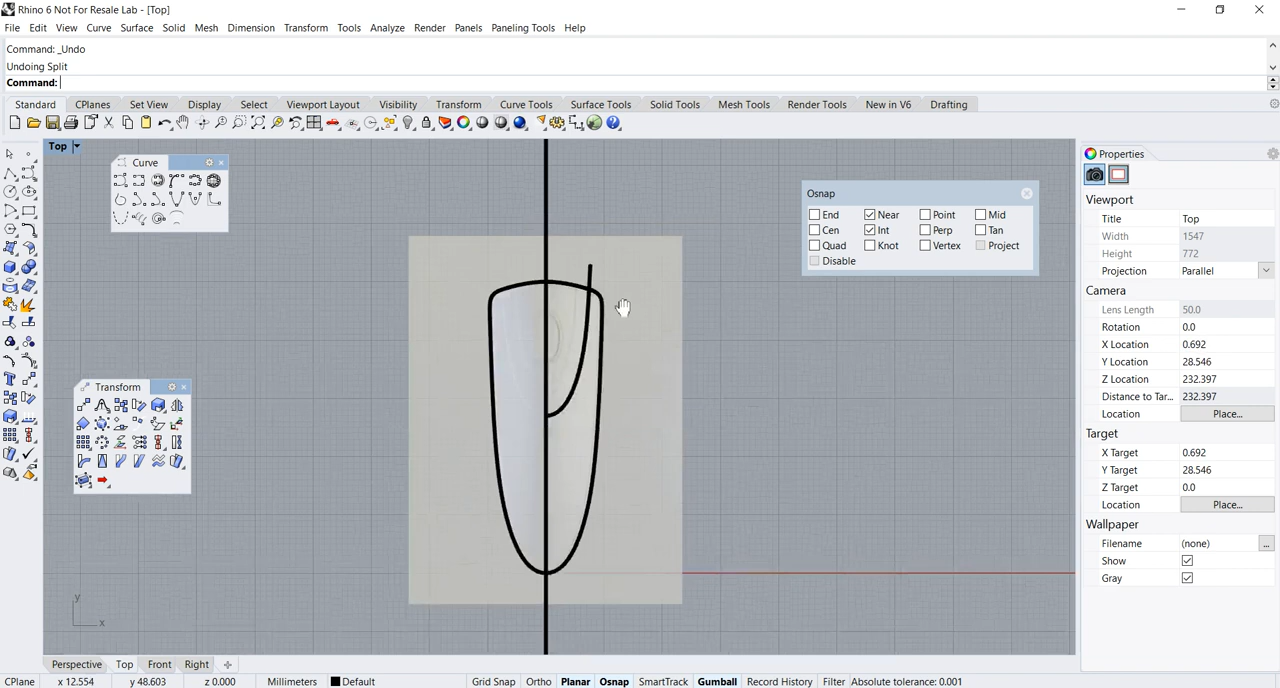 Rhino 6 Not For Resale Lab - [Top]
File Edit View Curve Surface Solid Mesh Dimension Transform Tools Analyze Render Panels Paneling Tools Help
Command: _Undo
Undoing Split
Command:
Standard CPlanes Set View Display Select Viewport Layout Visibility Transform Curve Tools Surface Tools Solid Tools Mesh Tools Render Tools New in V6 Drafting
Top
Curve
Transform
Osnap
End Near Point Mid
Cen Int Perp Tan
Quad Knot Vertex Project
Disable
y
x
Properties
Viewport
Title Top
Width 1547
Height 772
Projection Parallel
Camera
Lens Length 50.0
Rotation 0.0
X Location 0.692
Y Location 28.546
Z Location 232.397
Distance to Tar... 232.397
Location Place...
Target
X Target 0.692
Y Target 28.546
Z Target 0.0
Location Place...
Wallpaper
Filename (none) ...
Show
Gray
Perspective Top Front Right
CPlane x 12.554 y 48.603 z 0.000 Millimeters Default Grid Snap Ortho Planar Osnap SmartTrack Gumball Record History Filter Absolute tolerance: 0.001